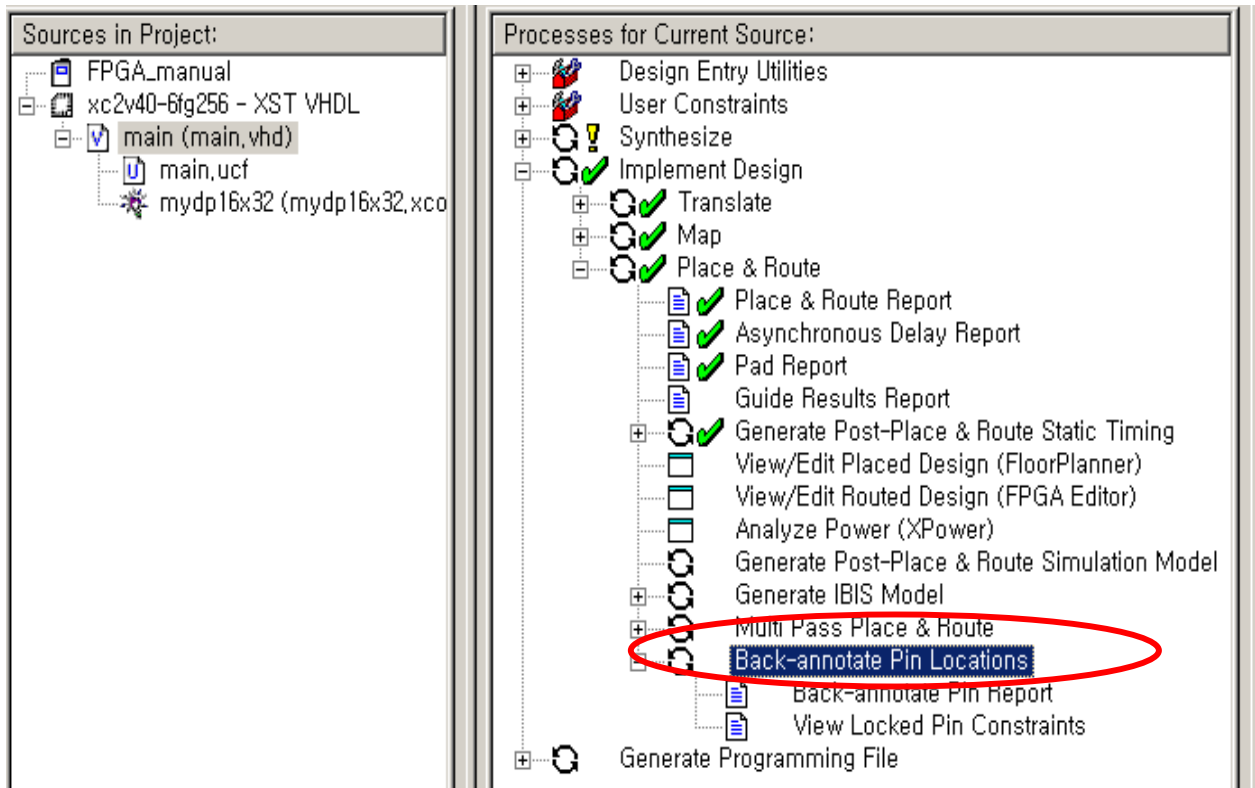 Sources in Project:
FPGA_manual
xc2v40-6fg256 - XST VHDL
main (main,vhd)
main,ucf
mydp16x32 (mydp16x32,xco
Processes for Current Source:
Design Entry Utilities
User Constraints
Synthesize
Implement Design
Translate
Map
Place & Route
Place & Route Report
Asynchronous Delay Report
Pad Report
Guide Results Report
Generate Post-Place & Route Static Timing
View/Edit Placed Design (FloorPlanner)
View/Edit Routed Design (FPGA Editor)
Analyze Power (XPower)
Generate Post-Place & Route Simulation Model
Generate IBIS Model
Multi Pass Place & Route
Back-annotate Pin Locations
Back-annotate Pin Report
View Locked Pin Constraints
Generate Programming File